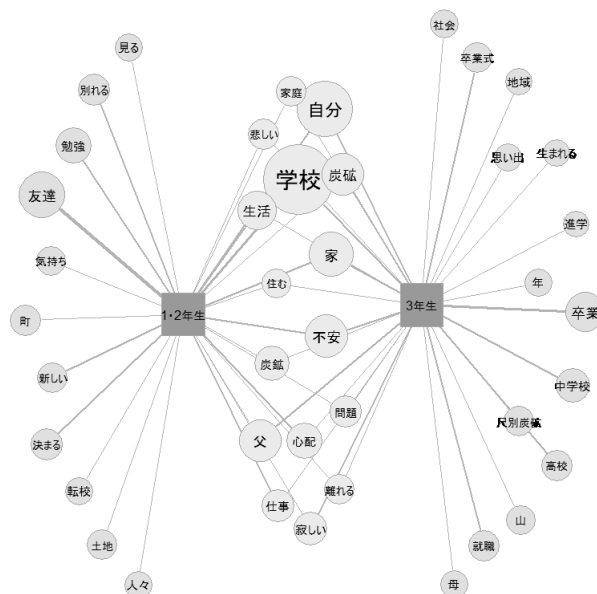 見る
別れる
勉強
友達
気持ち
町
新しい
決まる
転校
土地
人々
1・2年生
家庭
自分
悲しい
学校
炭砿
生活
家
住む
不安
炭鉱
問題
父
心配
離れる
仕事
寂しい
3年生
社会
卒業式
地域
思い出
生まれる
進学
年
卒業
中学校
尺別炭砿
高校
山
就職
母